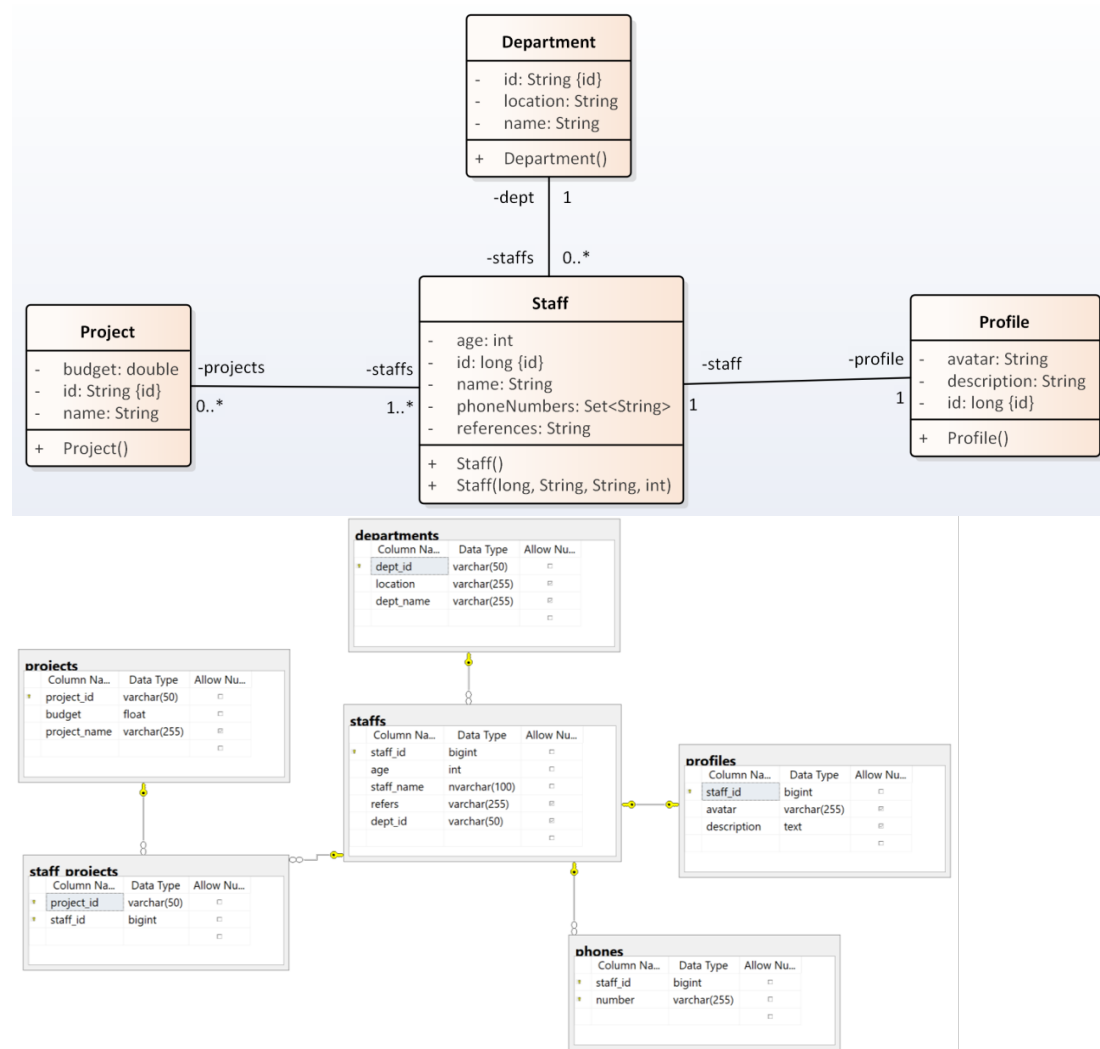 Department
- id: String {id}
- location: String
- name: String
+ Department()
-dept 1
-staffs 0..*
Staff
- age: int
- id: long {id}
- name: String
- phoneNumbers: Set<String>
- references: String
+ Staff()
+ Staff(long, String, String, int)
Project
- budget: double
- id: String {id}
- name: String
+ Project()
-projects
0..*
-staffs
1..*
-staff
1
-profile
1
Profile
- avatar: String
- description: String
- id: long {id}
+ Profile()
departments
Column Na... Data Type Allow Nu...
dept_id varchar(50)
location varchar(255)
dept_name varchar(255)
projects
Column Na... Data Type Allow Nu...
project_id varchar(50)
budget float
project_name varchar(255)
staffs
Column Na... Data Type Allow Nu...
staff_id bigint
age int
staff_name nvarchar(100)
refers varchar(255)
dept_id varchar(50)
profiles
Column Na... Data Type Allow Nu...
staff_id bigint
avatar varchar(255)
description text
staff_projects
Column Na... Data Type Allow Nu...
project_id varchar(50)
staff_id bigint
phones
Column Na... Data Type Allow Nu...
staff_id bigint
number varchar(255)